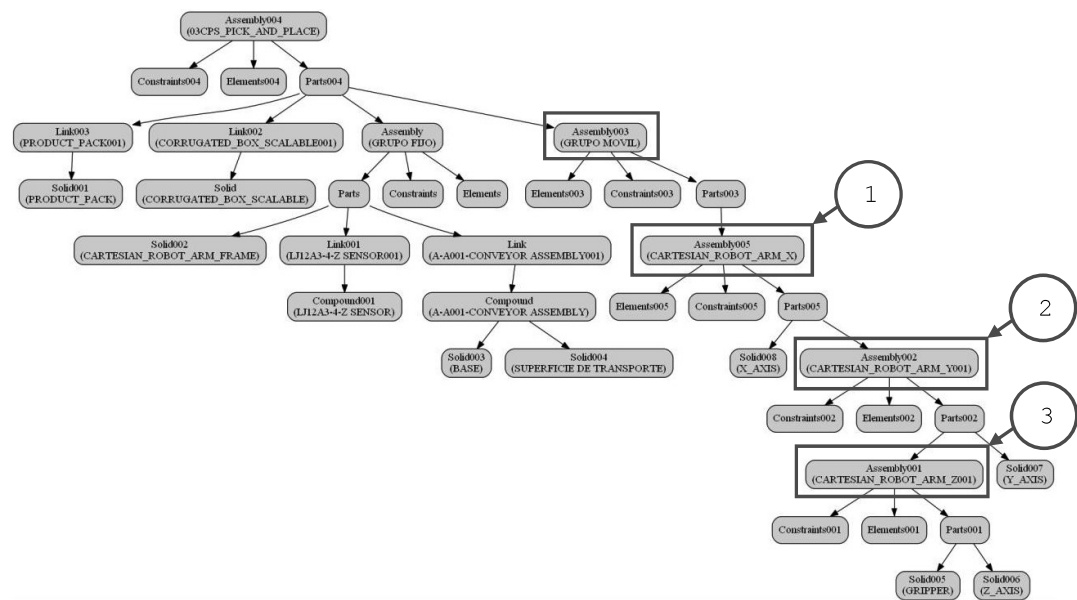 Assembly004
(03CPS_PICK_AND_PLACE)
Constraints004
Elements004
Parts004
Link003
(PRODUCT_PACK001)
Link002
(CORRUGATED_BOX_SCALABLE001)
Assembly
(GRUPO FIJO)
Assembly003
(GRUPO MOVIL)
Solid001
(PRODUCT_PACK)
Solid
(CORRUGATED_BOX_SCALABLE)
Parts
Constraints
Elements
Elements003
Constraints003
Parts003
1
Solid002
(CARTESIAN_ROBOT_ARM_FRAME)
Link001
(LJ12A3-4-Z SENSOR001)
Link
(A-A001-CONVEYOR ASSEMBLY001)
Assembly005
(CARTESIAN_ROBOT_ARM_X)
Compound001
(LJ12A3-4-Z SENSOR)
Compound
(A-A001-CONVEYOR ASSEMBLY)
Elements005
Constraints005
Parts005
2
Solid003
(BASE)
Solid004
(SUPERFICIE DE TRANSPORTE)
Solid008
(X_AXIS)
Assembly002
(CARTESIAN_ROBOT_ARM_Y001)
Constraints002
Elements002
Parts002
3
Assembly001
(CARTESIAN_ROBOT_ARM_Z001)
Solid007
(Y_AXIS)
Constraints001
Elements001
Parts001
Solid005
(GRIPPER)
Solid006
(Z_AXIS)